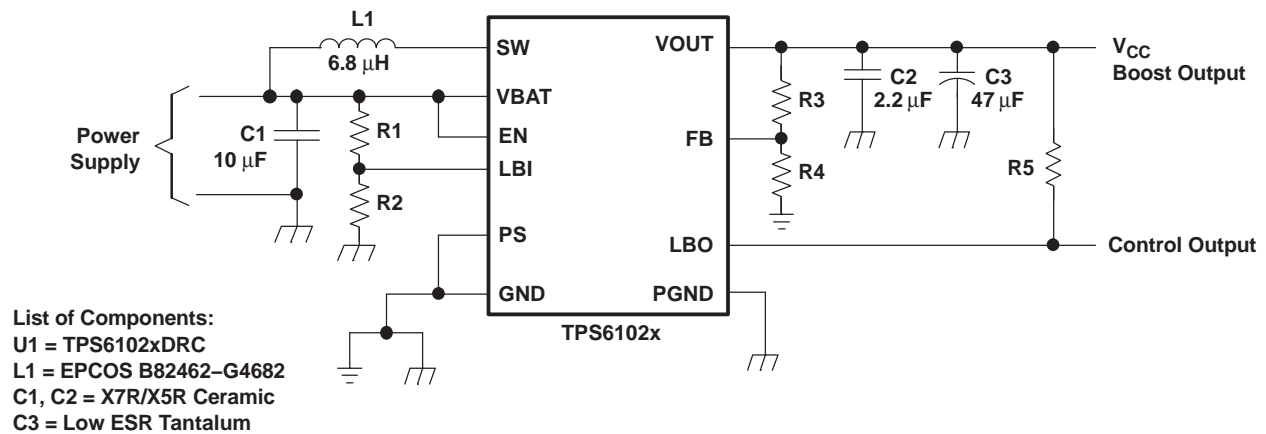 L1
6.8 μH
SW
VOUT
VCC
Boost Output
C2
2.2 μF
C3
47 μF
R3
VBAT
Power
Supply
C1
10 μF
R1
EN
FB
LBI
R4
R5
R2
PS
LBO
Control Output
GND
PGND
TPS6102x
List of Components:
U1 = TPS6102xDRC
L1 = EPCOS B82462–G4682
C1, C2 = X7R/X5R Ceramic
C3 = Low ESR Tantalum